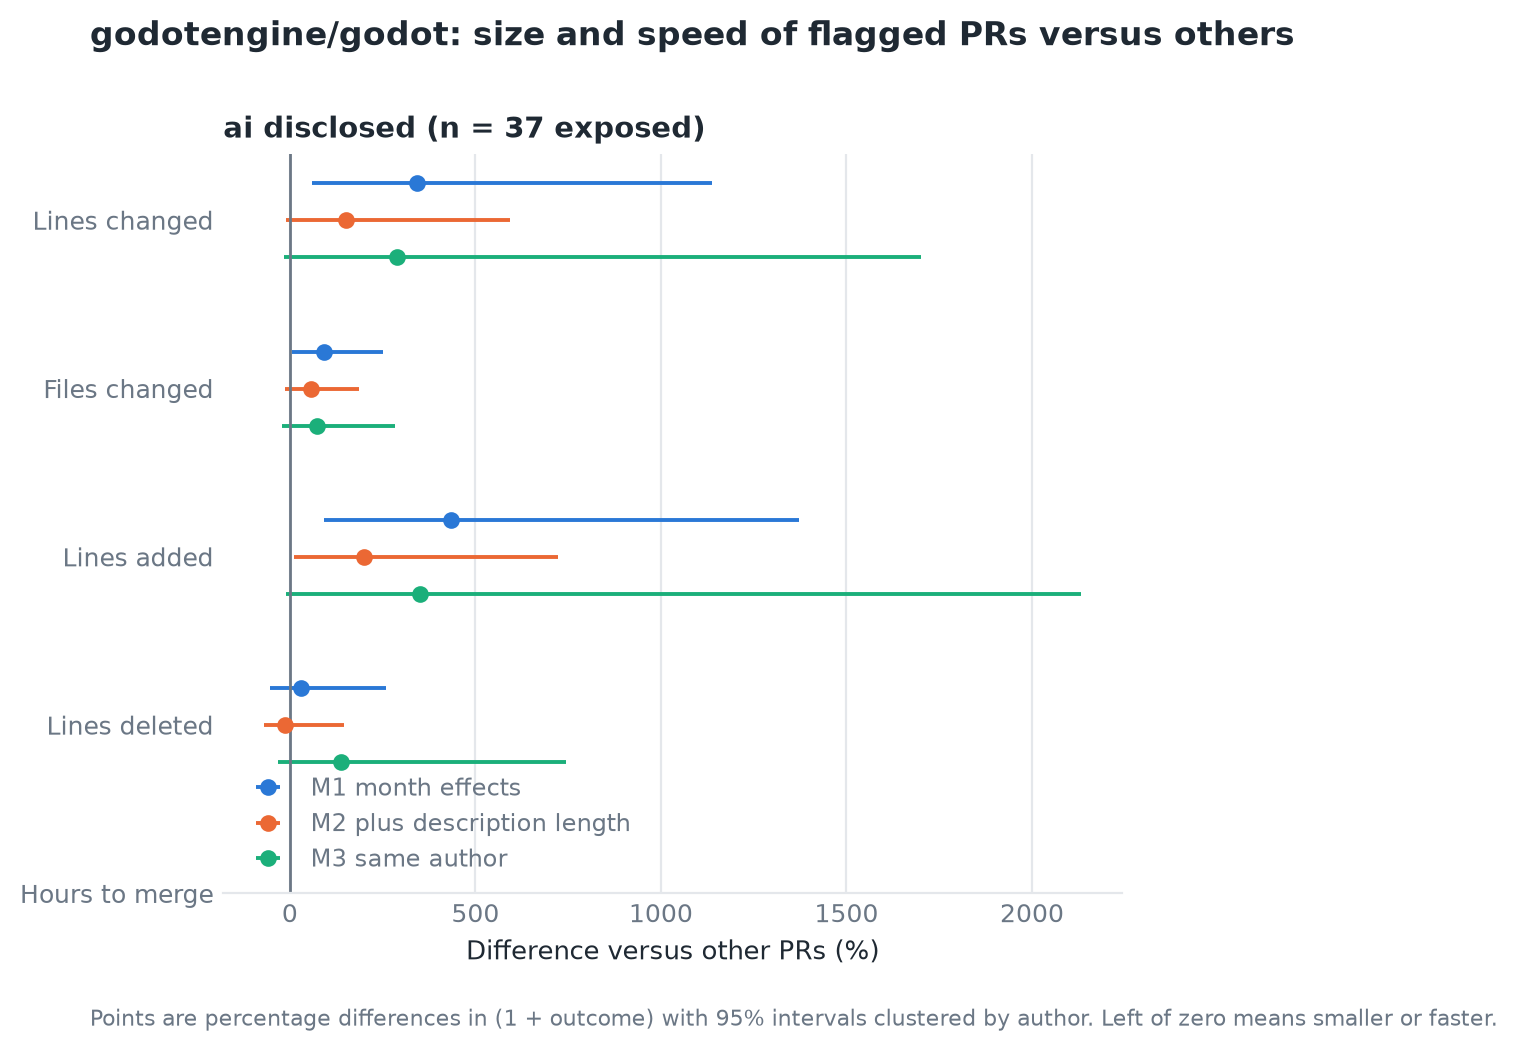 godotengine/godot: size and speed of flagged PRs versus others
ai disclosed (n = 37 exposed)
Lines changed
Files changed
Lines added
Lines deleted
M1 month effects
M2 plus description length
M3 same author
Hours to merge
0 500 1000 1500 2000
Difference versus other PRs (%)
Points are percentage differences in (1 + outcome) with 95% intervals clustered by author. Left of zero means smaller or faster.